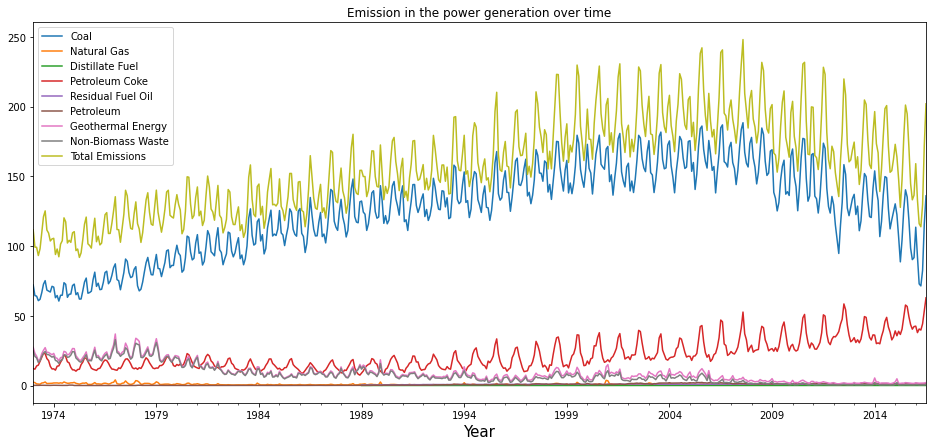 Emission in the power generation over time
Coal
Natural Gas
Distillate Fuel
Petroleum Coke
Residual Fuel Oil
Petroleum
Geothermal Energy
Non-Biomass Waste
Total Emissions
250
200
150
100
50
0
1974 1979 1984 1989 1994 1999 2004 2009 2014
Year